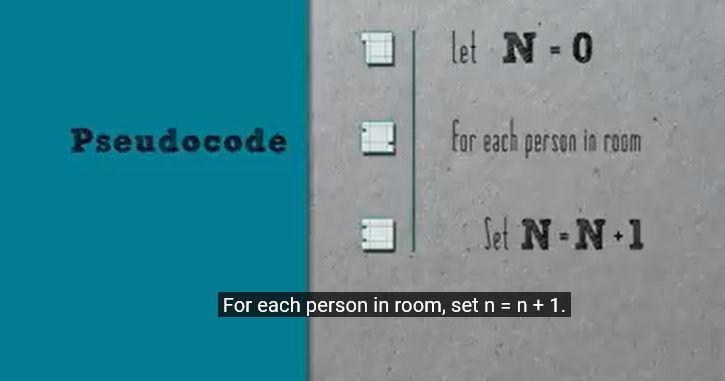 Pseudocode
let N = 0
For each person in room
Set N = N + 1
For each person in room, set n = n + 1.